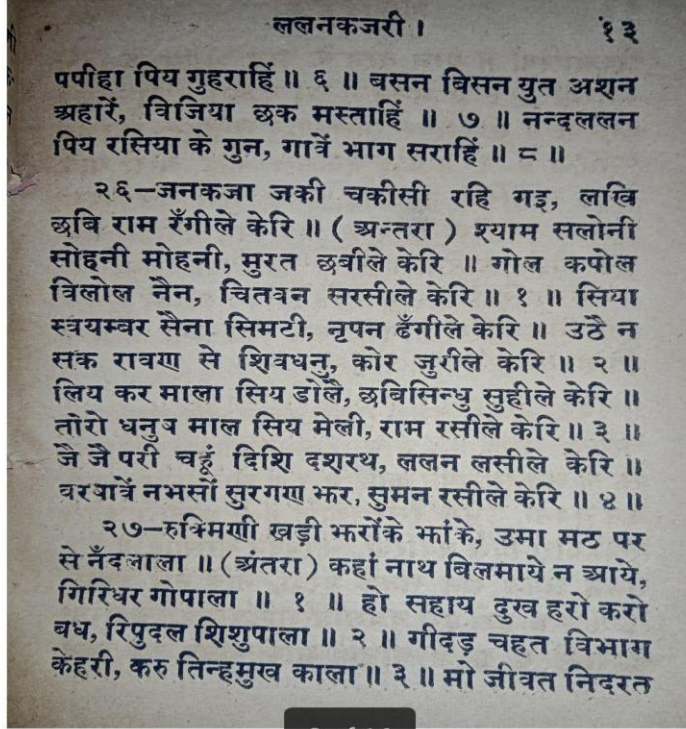 ललनकजरी । १३
पपीहा पिय गुहराहिं ॥ ६ ॥ बसन बिसन युत अशन
अहारें, विजिया छक मस्ताहिं ॥ ७ ॥ नन्दललन
पिय रसिया के गुन, गावें भाग सराहिं ॥ ८ ॥
२६–जनकजा जकी चकीसी रहि गइ, लाखि
छबि राम रँगीले केरि ॥ ( अन्तरा ) श्याम सलोनी
सोहनी मोहनी, मुरत छबीले केरि ॥ गोल कपोल
विलोल नैन, चितवन सरसीले केरि ॥ १ ॥ सिया
स्वयम्बर सैना सिमटी, नृपन ढँगीले केरि ॥ उठै न
सक रावण से शिवधनु, कोर जुरीले केरि ॥ २ ॥
लिय कर माला सिय डोलै, छबिसिन्धु सुहीले केरि ॥
तोरो धनुष माल सिय मेली, राम रसीले केरि ॥ ३ ॥
जै जै परी चहूं दिशि दशरथ, ललन लसीले केरि ॥
वरषावें नभसों सुरगण झर, सुमन रसीले केरि ॥ ४ ॥
२७–रुक्मिणी खड़ी झरोंके झांके, उमा मठ पर
से नँदलाला ॥ (अंतरा) कहां नाथ बिलमाये न आये,
गिरिधर गोपाला ॥ १ ॥ हो सहाय दुख हरो करो
बध, रिपुदल शिशुपाला ॥ २ ॥ गीदड़ चहत विभाग
केहरी, करु तिन्हमुख काला ॥ ३ ॥ मो जीवत निदरत